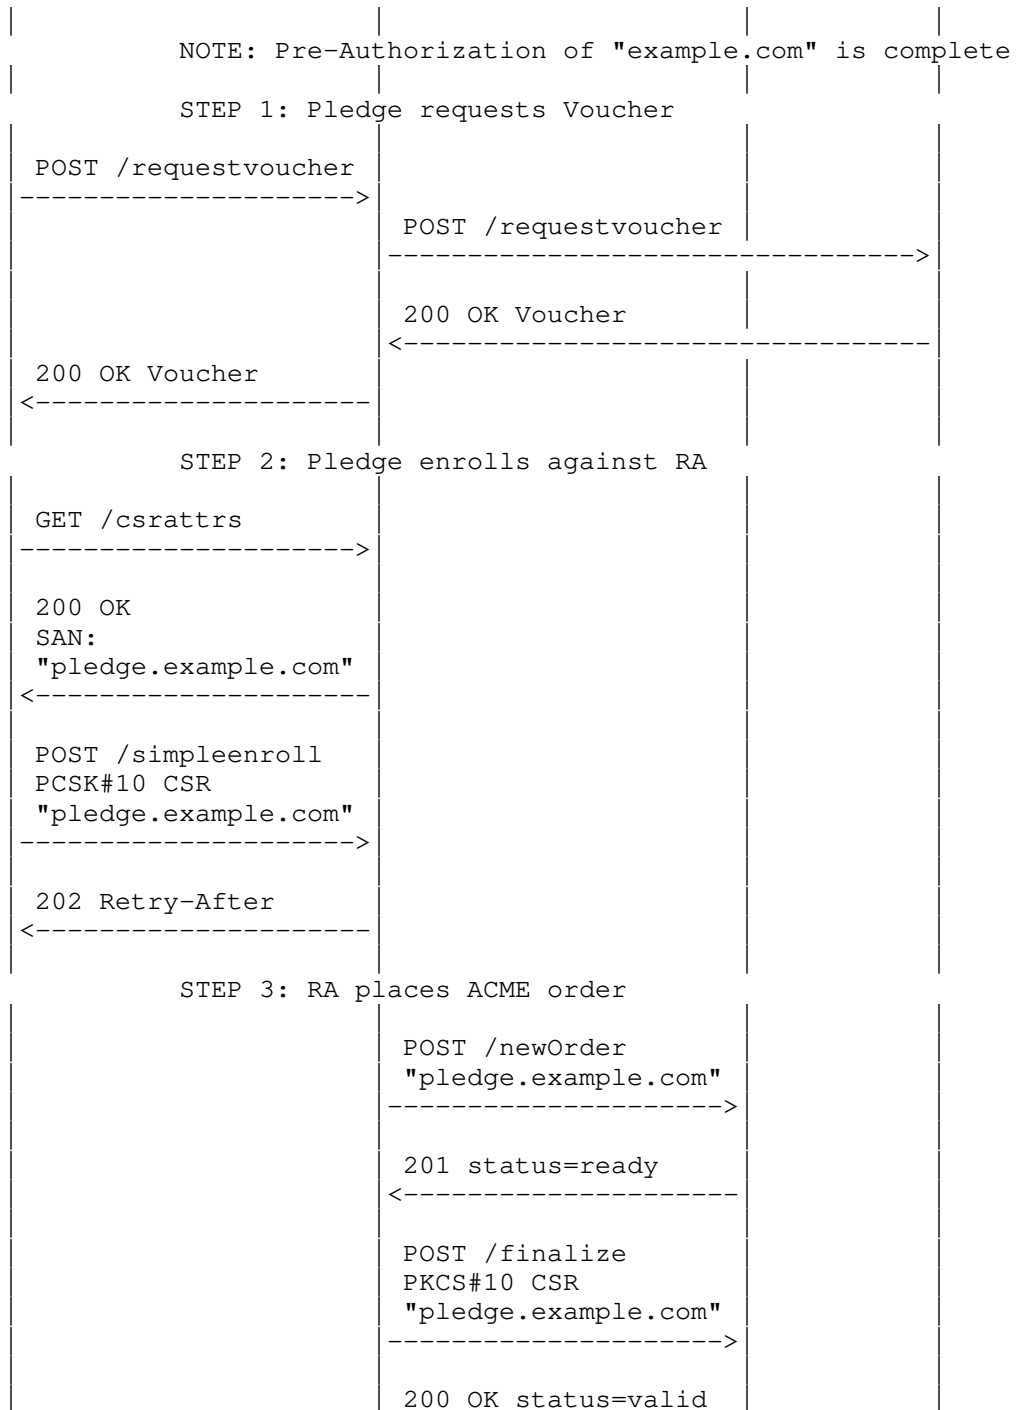 NOTE: Pre-Authorization of "example.com" is complete
STEP 1: Pledge requests Voucher
POST /requestvoucher
POST /requestvoucher
200 OK Voucher
200 OK Voucher
STEP 2: Pledge enrolls against RA
GET /csrattrs
200 OK
SAN:
"pledge.example.com"
POST /simpleenroll
PCSK#10 CSR
"pledge.example.com"
202 Retry-After
STEP 3: RA places ACME order
POST /newOrder
"pledge.example.com"
201 status=ready
POST /finalize
PKCS#10 CSR
"pledge.example.com"
200 OK status=valid